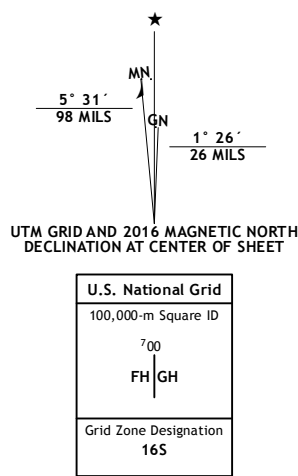 ★
MN
GN
5° 31´
98 MILS
1° 26´
26 MILS
UTM GRID AND 2016 MAGNETIC NORTH
DECLINATION AT CENTER OF SHEET
U.S. National Grid
100,000-m Square ID
⁷00
FH GH
Grid Zone Designation
16S